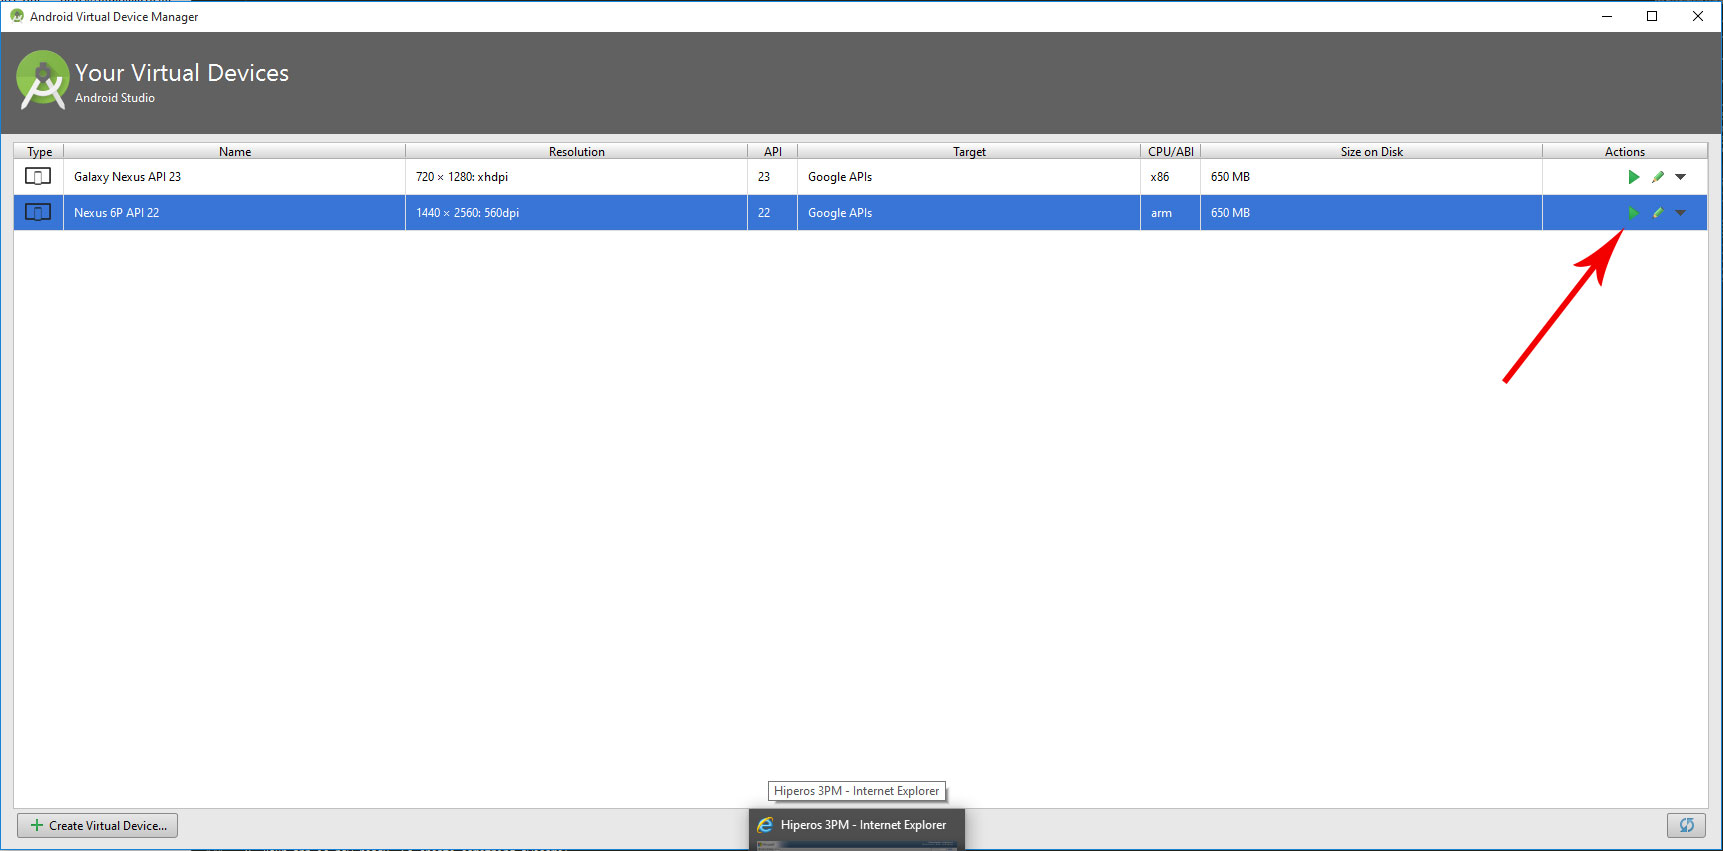 Android Virtual Device Manager
Your Virtual Devices
Android Studio
Type Name Resolution API Target CPU/ABI Size on Disk Actions
Galaxy Nexus API 23 720 × 1280: xhdpi 23 Google APIs x86 650 MB
Nexus 6P API 22 1440 × 2560: 560dpi 22 Google APIs arm 650 MB
Hiperos 3PM - Internet Explorer
Create Virtual Device...
Hiperos 3PM - Internet Explorer